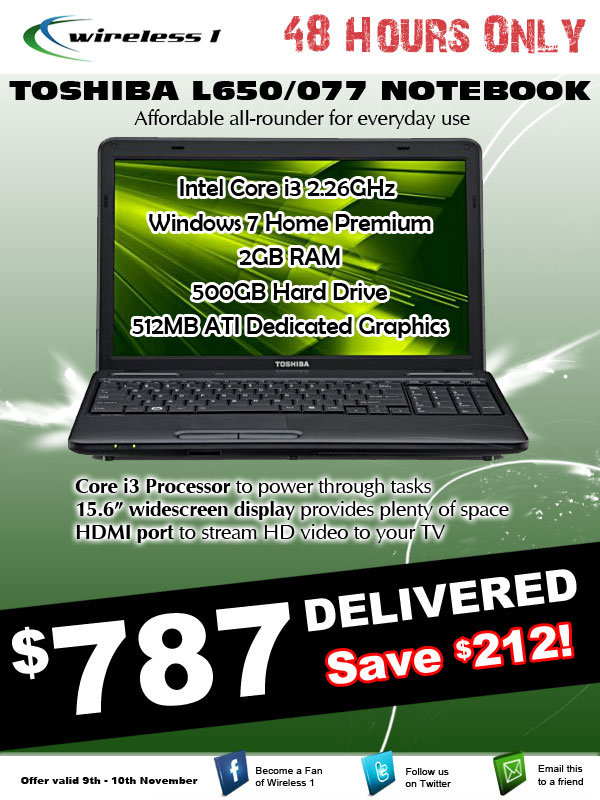 wireless 1
48 HOURS ONLY
TOSHIBA L650/077 NOTEBOOK
Affordable all-rounder for everyday use
Intel Core i3 2.26GHz
Windows 7 Home Premium
2GB RAM
500GB Hard Drive
512MB ATI Dedicated Graphics
TOSHIBA
Core i3 Processor to power through tasks
15.6” widescreen display provides plenty of space
HDMI port to stream HD video to your TV
$787 DELIVERED
Save $212!
Offer valid 9th - 10th November
Become a Fan
of Wireless 1
Follow us
on Twitter
Email this
to a friend